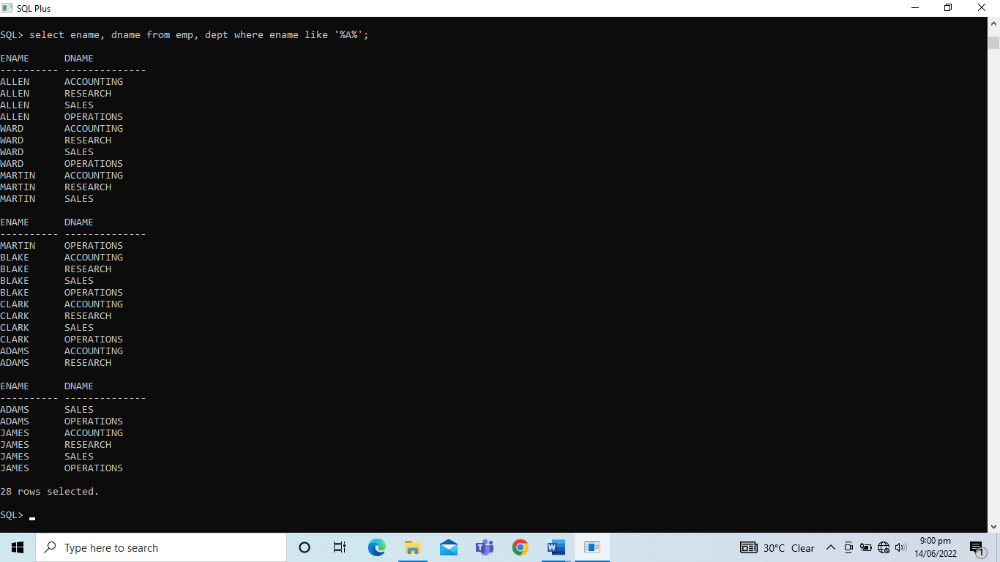 SQL Plus
SQL> select ename, dname from emp, dept where ename like '%A%';
ENAME      DNAME
---------- --------------
ALLEN      ACCOUNTING
ALLEN      RESEARCH
ALLEN      SALES
ALLEN      OPERATIONS
WARD       ACCOUNTING
WARD       RESEARCH
WARD       SALES
WARD       OPERATIONS
MARTIN     ACCOUNTING
MARTIN     RESEARCH
MARTIN     SALES
ENAME      DNAME
---------- --------------
MARTIN     OPERATIONS
BLAKE      ACCOUNTING
BLAKE      RESEARCH
BLAKE      SALES
BLAKE      OPERATIONS
CLARK      ACCOUNTING
CLARK      RESEARCH
CLARK      SALES
CLARK      OPERATIONS
ADAMS      ACCOUNTING
ADAMS      RESEARCH
ENAME      DNAME
---------- --------------
ADAMS      SALES
ADAMS      OPERATIONS
JAMES      ACCOUNTING
JAMES      RESEARCH
JAMES      SALES
JAMES      OPERATIONS
28 rows selected.
SQL>
Type here to search
30°C Clear
9:00 pm
14/06/2022
1